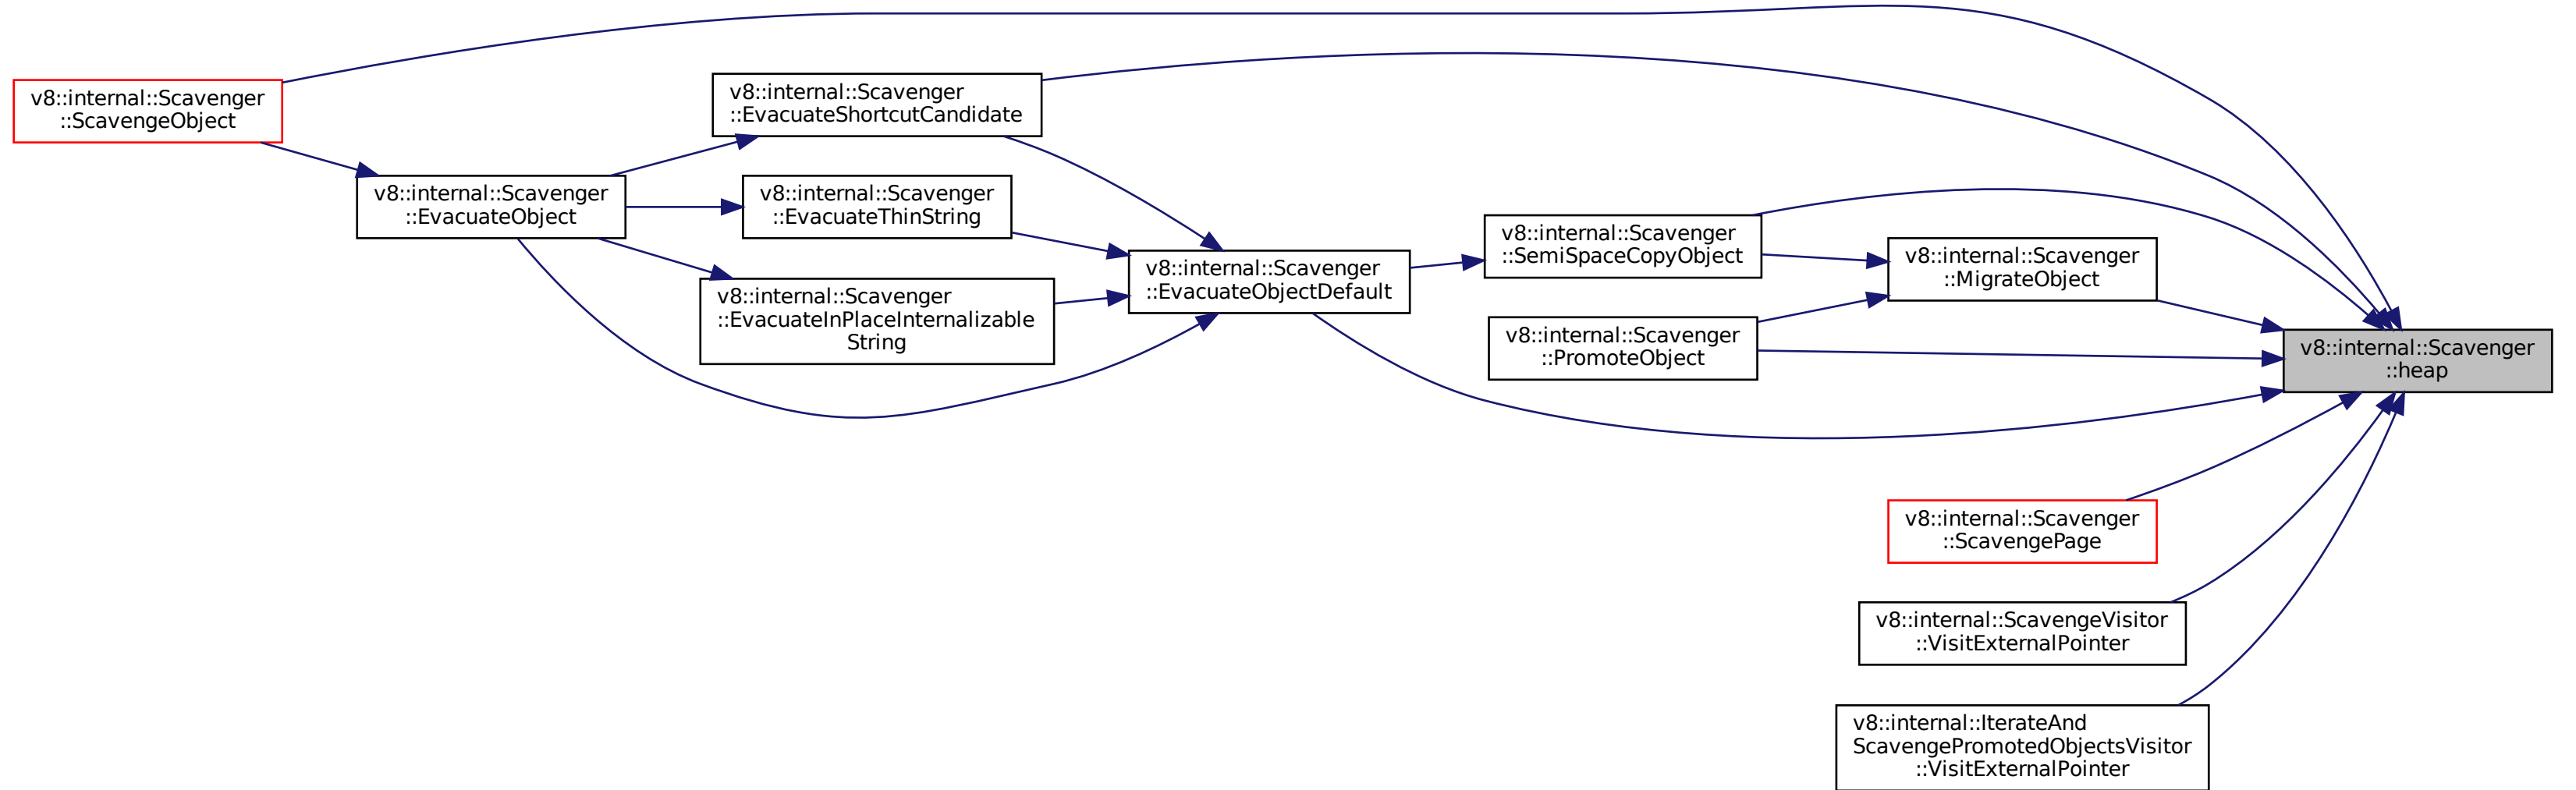 v8::internal::Scavenger
::ScavengeObject
v8::internal::Scavenger
::EvacuateObject
v8::internal::Scavenger
::EvacuateShortcutCandidate
v8::internal::Scavenger
::EvacuateThinString
v8::internal::Scavenger
::EvacuateInPlaceInternalizable
String
v8::internal::Scavenger
::EvacuateObjectDefault
v8::internal::Scavenger
::SemiSpaceCopyObject
v8::internal::Scavenger
::PromoteObject
v8::internal::Scavenger
::MigrateObject
v8::internal::Scavenger
::heap
v8::internal::Scavenger
::ScavengePage
v8::internal::ScavengeVisitor
::VisitExternalPointer
v8::internal::IterateAnd
ScavengePromotedObjectsVisitor
::VisitExternalPointer